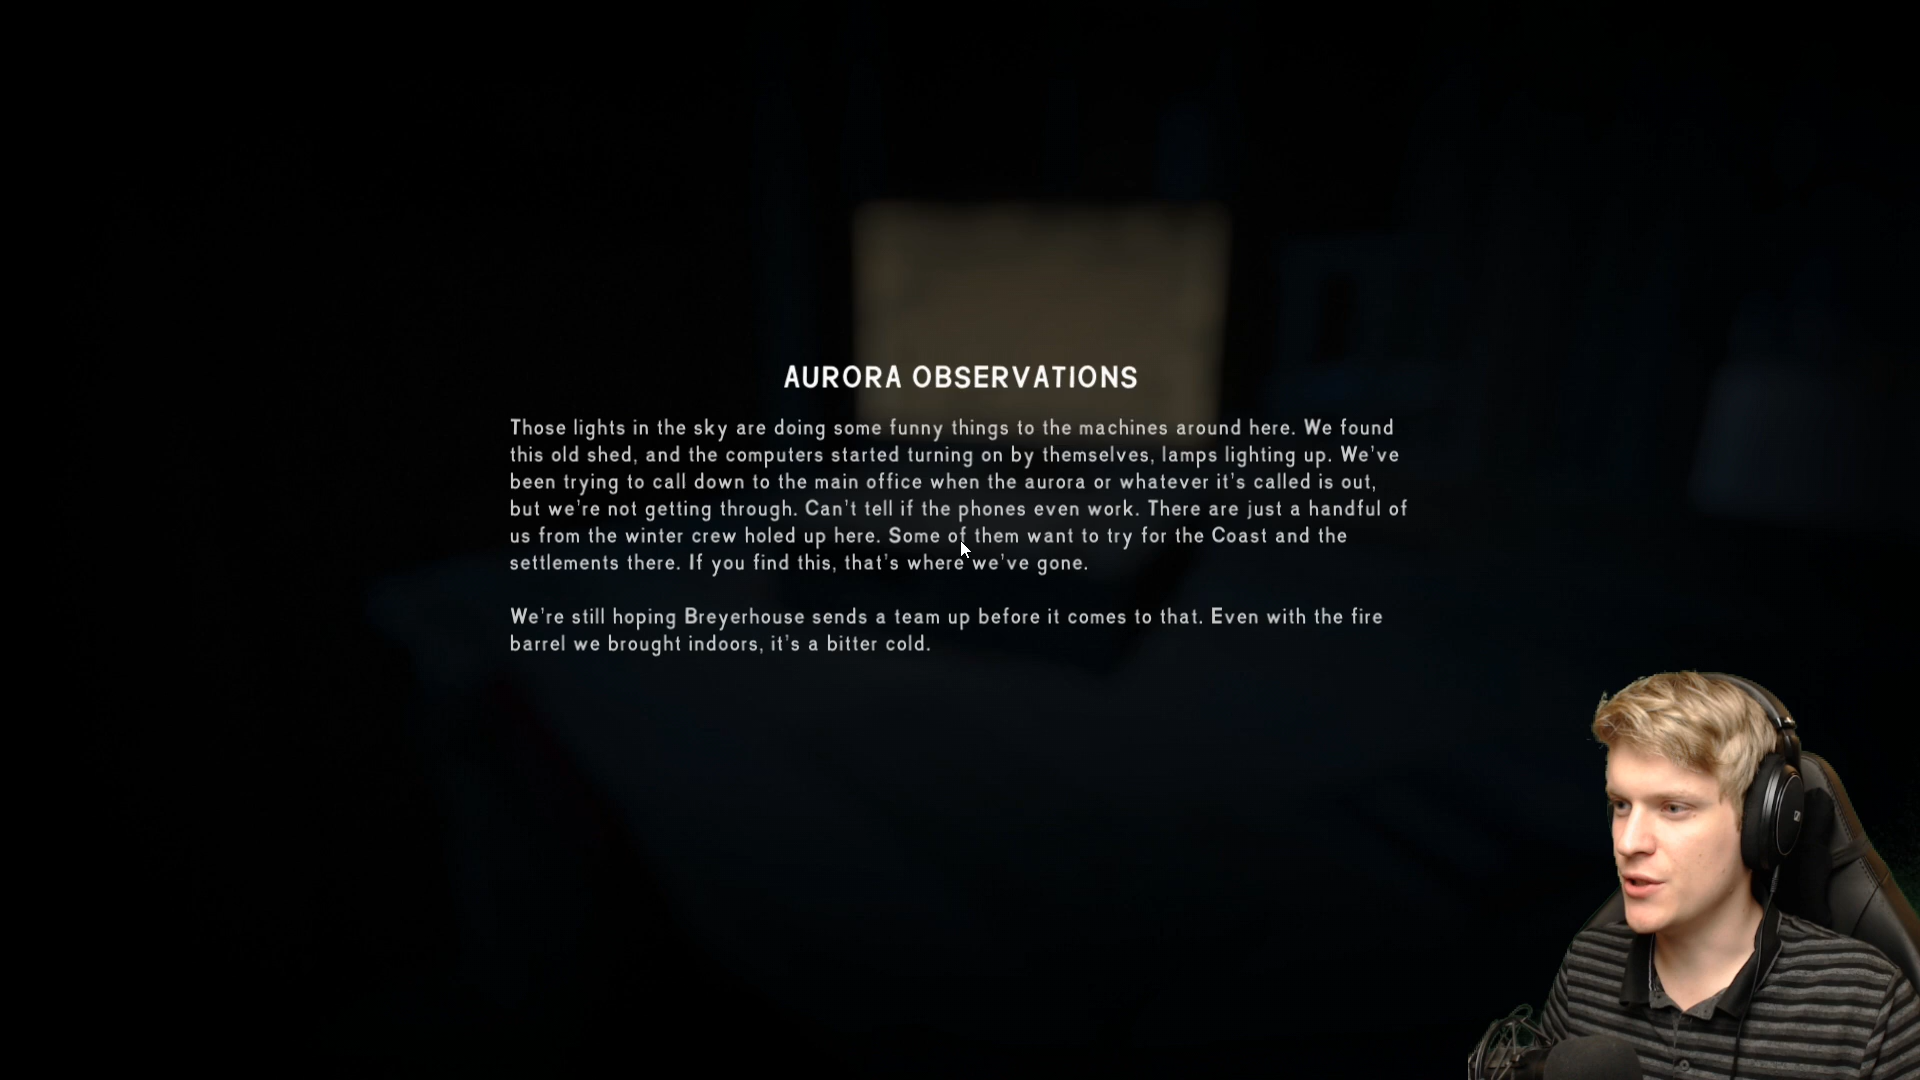 AURORA OBSERVATIONS
Those lights in the sky are doing some funny things to the machines around here. We found
this old shed, and the computers started turning on by themselves, lamps lighting up. We've
been trying to call down to the main office when the aurora or whatever it's called is out,
but we're not getting through. Can't tell if the phones even work. There are just a handful of
us from the winter crew holed up here. Some of them want to try for the Coast and the
settlements there. If you find this, that's where we've gone.
We're still hoping Breyerhouse sends a team up before it comes to that. Even with the fire
barrel we brought indoors, it's a bitter cold.